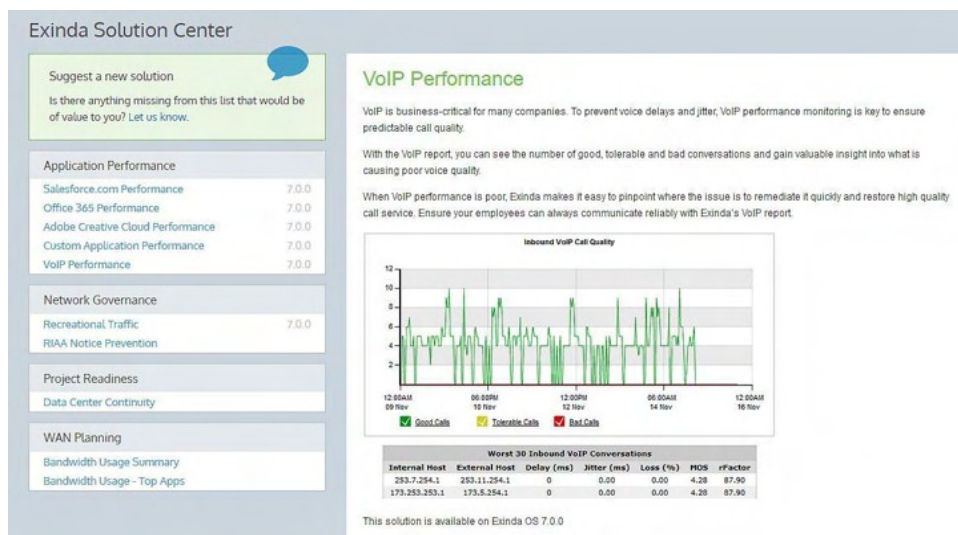 Exinda Solution Center
Suggest a new solution
Is there anything missing from this list that would be
of value to you? Let us know.
Application Performance
Salesforce.com Performance 7.0.0
Office 365 Performance 7.0.0
Adobe Creative Cloud Performance 7.0.0
Custom Application Performance 7.0.0
VoIP Performance 7.0.0
Network Governance
Recreational Traffic 7.0.0
RIAA Notice Prevention
Project Readiness
Data Center Continuity
WAN Planning
Bandwidth Usage Summary
Bandwidth Usage - Top Apps
VoIP Performance
VoIP is business-critical for many companies. To prevent voice delays and jitter, VoIP performance monitoring is key to ensure
predictable call quality.
With the VoIP report, you can see the number of good, tolerable and bad conversations and gain valuable insight into what is
causing poor voice quality.
When VoIP performance is poor, Exinda makes it easy to pinpoint where the issue is to remediate it quickly and restore high quality
call service. Ensure your employees can always communicate reliably with Exinda's VoIP report.
Inbound VoIP Call Quality
12
10
8
6
4
2
12:00AM 06:00PM 12:00PM 06:00AM 12:00AM
09 Nov 10 Nov 12 Nov 14 Nov 16 Nov
Good Calls Tolerable Calls Bad Calls
Worst 30 Inbound VoIP Conversations
Internal Host External Host Delay (ms) Jitter (ms) Loss (%) MOS rFactor
253.7.254.1 253.11.254.1 0 0.00 0.00 4.28 87.90
173.253.253.1 173.5.254.1 0 0.00 0.00 4.28 87.90
This solution is available on Exinda OS 7.0.0